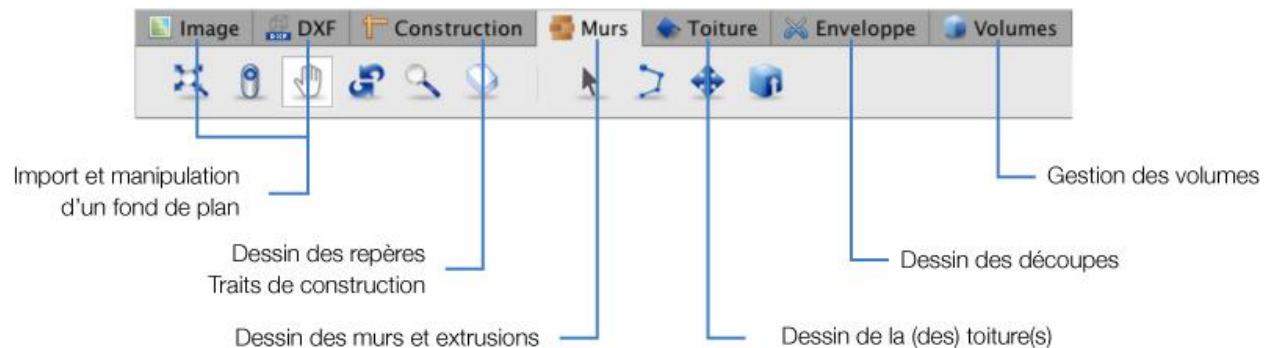 Image DXF Construction Murs Toiture Enveloppe Volumes
Import et manipulation
d'un fond de plan
Gestion des volumes
Dessin des repères
Traits de construction
Dessin des découpes
Dessin des murs et extrusions
Dessin de la (des) toiture(s)